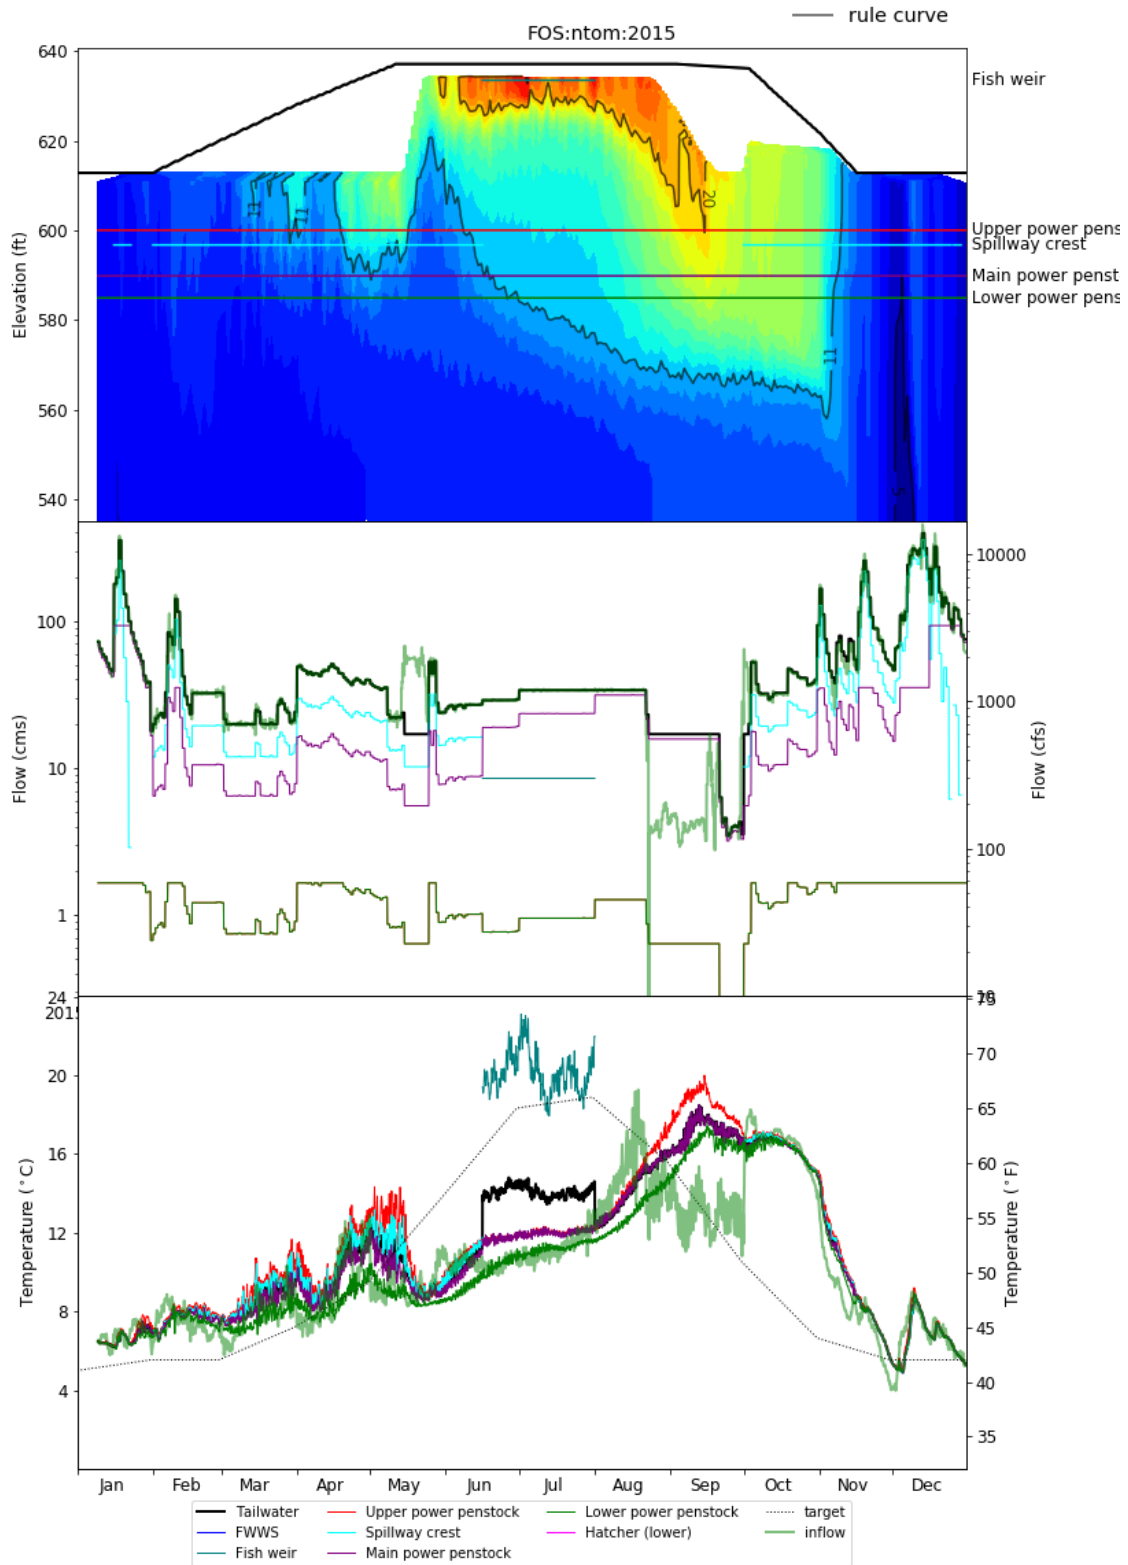 rule curve
FOS:ntom:2015
640
620
600
580
560
540
Elevation (ft)
Fish weir
Upper power pens
Spillway crest
Main power penst
Lower power pens
11
11
20
11
5
100
10
1
Flow (cms)
10000
1000
100
Flow (cfs)
2015
24
20
16
12
8
4
Temperature (°C)
75
70
65
60
55
50
45
40
35
Temperature (°F)
Jan Feb Mar Apr May Jun Jul Aug Sep Oct Nov Dec
Tailwater Upper power penstock Lower power penstock target
FWWS Spillway crest Hatcher (lower) inflow
Fish weir Main power penstock